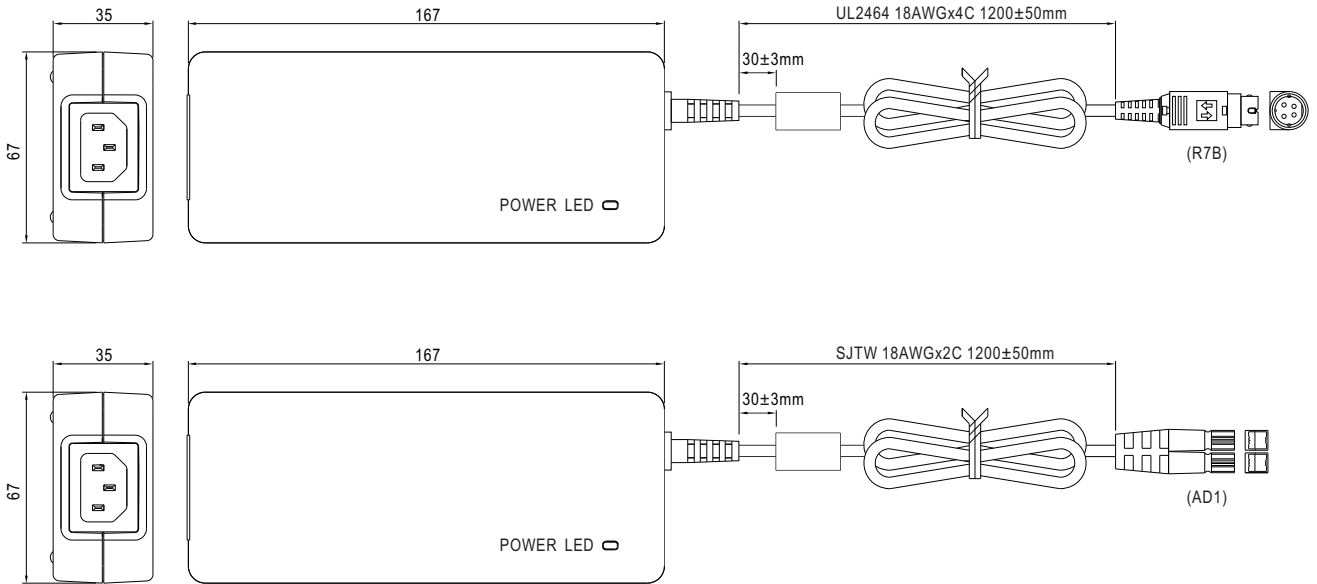 35
167
UL2464 18AWGx4C 1200±50mm
30±3mm
67
(R7B)
POWER LED
35
167
SJTW 18AWGx2C 1200±50mm
30±3mm
67
(AD1)
POWER LED